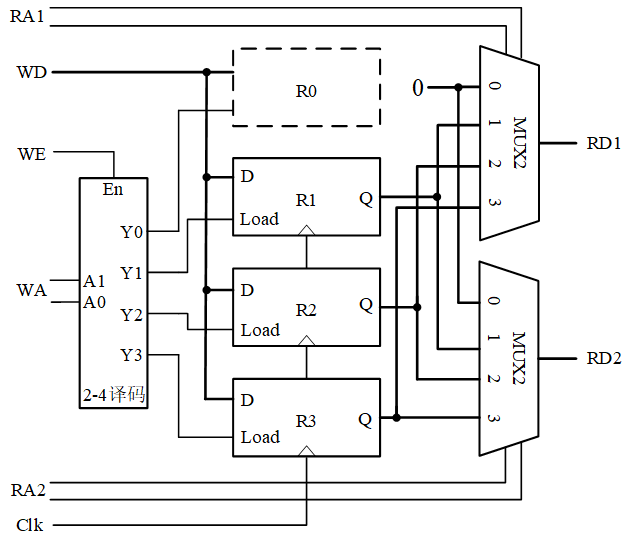 RA1
WD
R0
0
0
1
MUX2
2
3
RD1
WE
En
D
R1
Q
Load
Y0
Y1
A1
WA
A0
Y2
Y3
2-4译码
D
R2
Q
Load
D
R3
Q
Load
0
1
MUX2
2
3
RD2
RA2
Clk